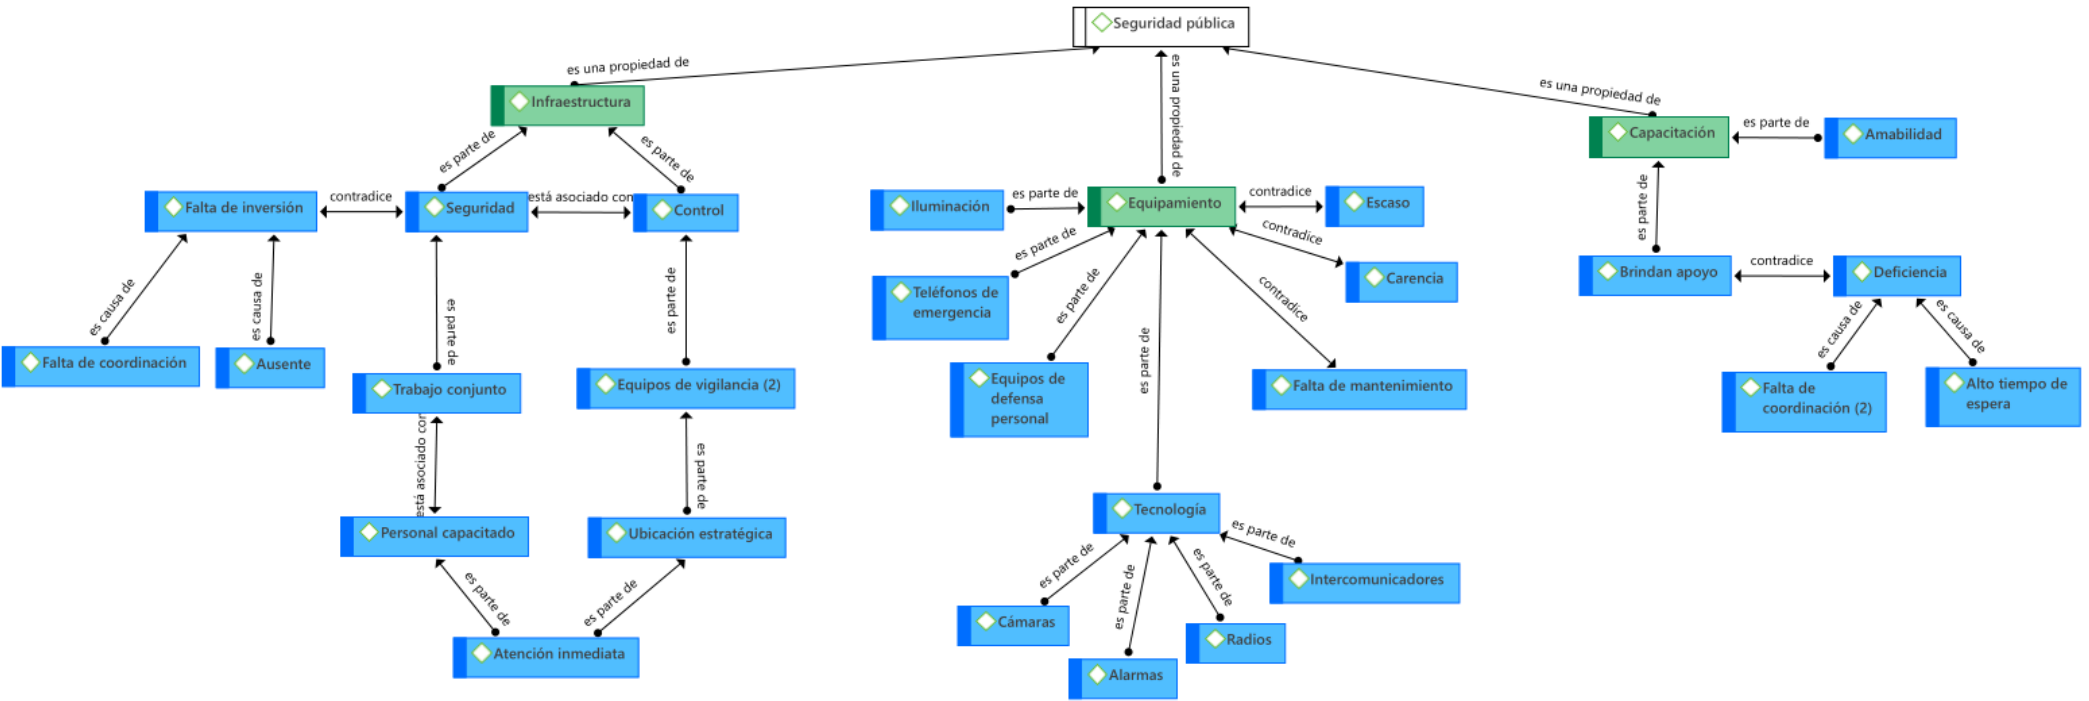 Seguridad pública
es una propiedad de
es una propiedad de
es una propiedad de
Infraestructura
Capacitación
es parte de
Amabilidad
es parte de
es parte de
Falta de inversión
contradice
Seguridad
está asociado con
Control
Iluminación
es parte de
Equipamiento
contradice
Escaso
es parte de
contradice
Carencia
es parte de
Brindan apoyo
contradice
Deficiencia
es causa de
es causa de
es parte de
es parte de
Teléfonos de
emergencia
es parte de
es parte de
contradice
es causa de
es causa de
Falta de coordinación
Ausente
Trabajo conjunto
Equipos de vigilancia (2)
Equipos de
defensa
personal
Falta de mantenimiento
Falta de
coordinación (2)
Alto tiempo de
espera
está asociado con
es parte de
Tecnología
Personal capacitado
Ubicación estratégica
es parte de
es parte de
es parte de
es parte de
es parte de
es parte de
Intercomunicadores
Cámaras
Radios
Alarmas
Atención inmediata